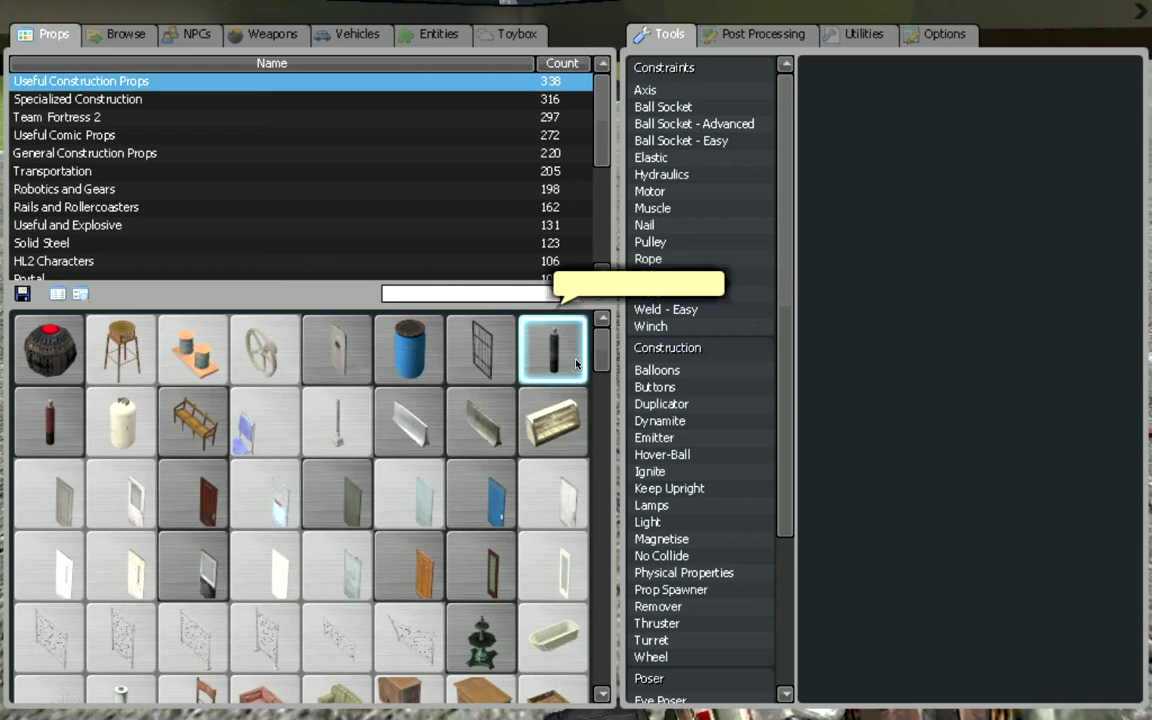 Props Browse NPCs Weapons Vehicles Entities Toybox
Name Count
Useful Construction Props 338
Specialized Construction 316
Team Fortress 2 297
Useful Comic Props 272
General Construction Props 220
Transportation 205
Robotics and Gears 198
Rails and Rollercoasters 162
Useful and Explosive 131
Solid Steel 123
HL2 Characters 106
Portal
Tools Post Processing Utilities Options
Constraints
Axis
Ball Socket
Ball Socket - Advanced
Ball Socket - Easy
Elastic
Hydraulics
Motor
Muscle
Nail
Pulley
Rope
Weld - Easy
Winch
Construction
Balloons
Buttons
Duplicator
Dynamite
Emitter
Hover-Ball
Ignite
Keep Upright
Lamps
Light
Magnetise
No Collide
Physical Properties
Prop Spawner
Remover
Thruster
Turret
Wheel
Poser
Eye Poser